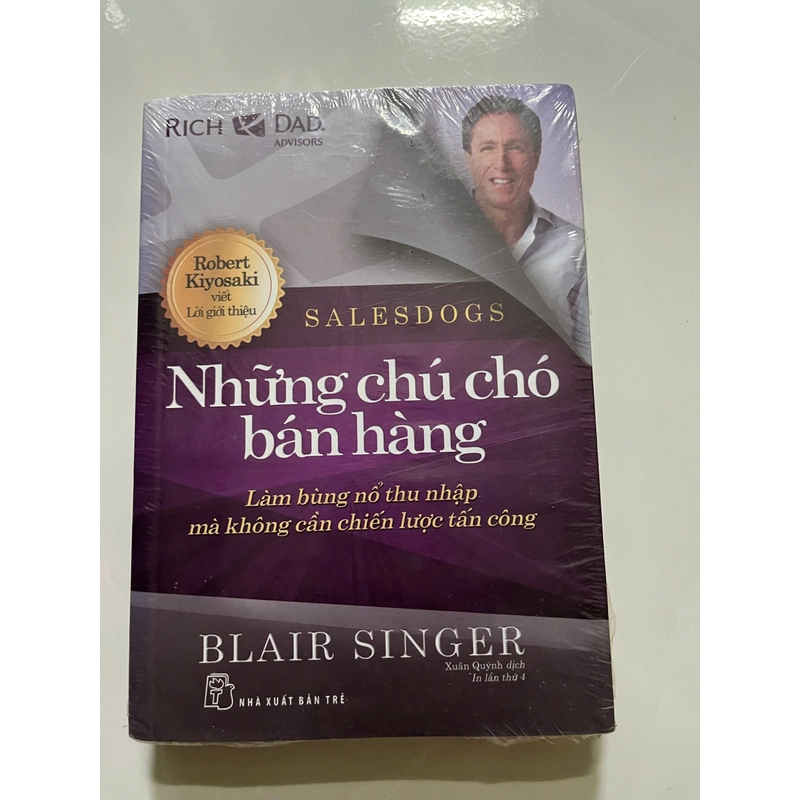 RICH DAD®
ADVISORS
Robert
Kiyosaki
viết
Lời giới thiệu
SALESDOGS
Những chú chó
bán hàng
Làm bùng nổ thu nhập
mà không cần chiến lược tấn công
BLAIR SINGER
Xuân Quỳnh dịch
In lần thứ 4
NHÀ XUẤT BẢN TRẺ